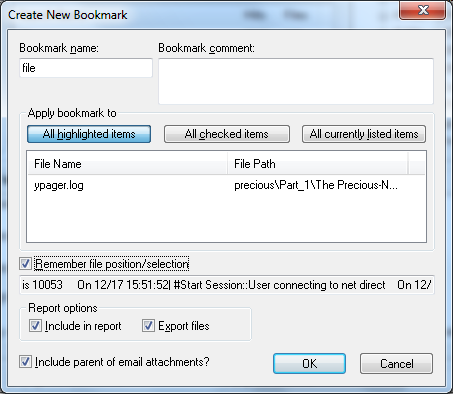 Create New Bookmark
Bookmark name: Bookmark comment:
file
Apply bookmark to
All highlighted items All checked items All currently listed items
File Name File Path
ypager.log precious\Part_1\The Precious-N...
Remember file position/selection
is 10053 On 12/17 15:51:52| #Start Session::User connecting to net direct On 12/
Report options
Include in report Export files
Include parent of email attachments? OK Cancel